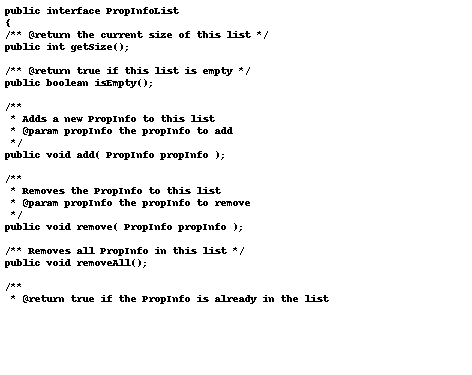 public interface PropInfoList
{
/** @return the current size of this list */
public int getSize();
/** @return true if this list is empty */
public boolean isEmpty();
/**
* Adds a new PropInfo to this list
* @param propInfo the propInfo to add
*/
public void add( PropInfo propInfo );
/**
* Removes the PropInfo to this list
* @param propInfo the propInfo to remove
*/
public void remove( PropInfo propInfo );
/** Removes all PropInfo in this list */
public void removeAll();
/**
* @return true if the PropInfo is already in the list